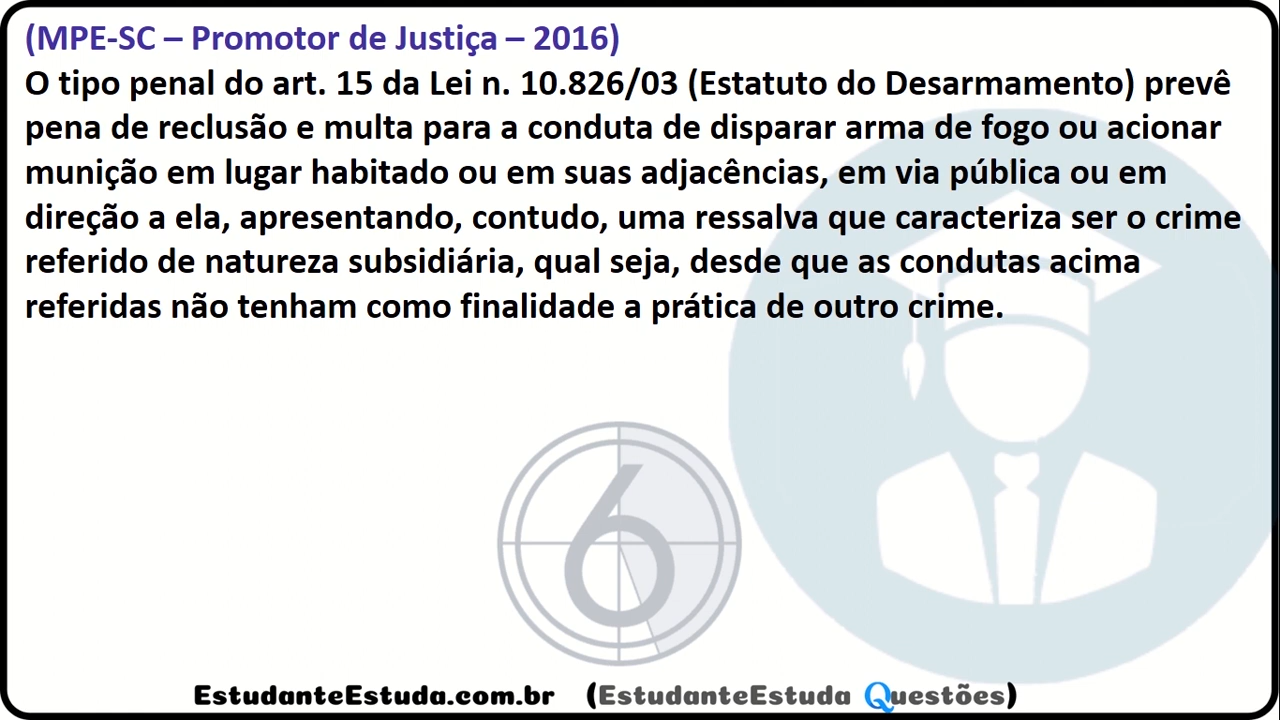 (MPE-SC – Promotor de Justiça – 2016)
O tipo penal do art. 15 da Lei n. 10.826/03 (Estatuto do Desarmamento) prevê
pena de reclusão e multa para a conduta de disparar arma de fogo ou acionar
munição em lugar habitado ou em suas adjacências, em via pública ou em
direção a ela, apresentando, contudo, uma ressalva que caracteriza ser o crime
referido de natureza subsidiária, qual seja, desde que as condutas acima
referidas não tenham como finalidade a prática de outro crime.
6
EstudanteEstuda.com.br (EstudanteEstuda Questões)